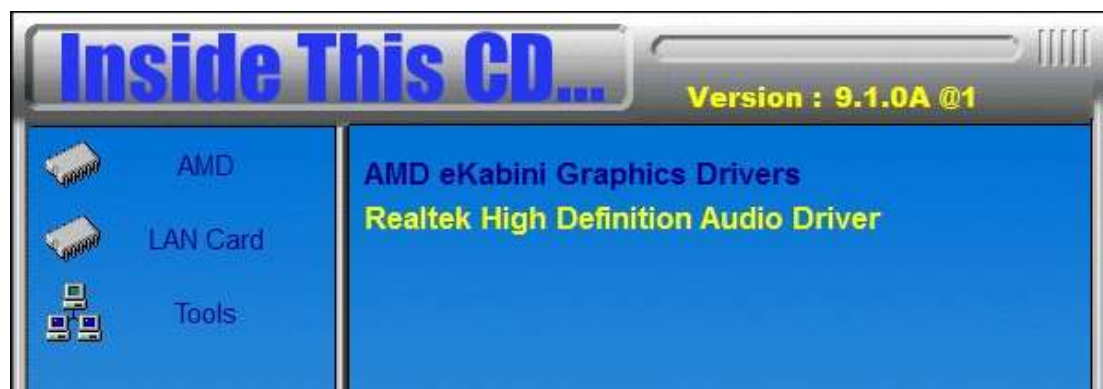 Inside This CD...
Version : 9.1.0A @1
AMD
LAN Card
Tools
AMD eKabini Graphics Drivers
Realtek High Definition Audio Driver